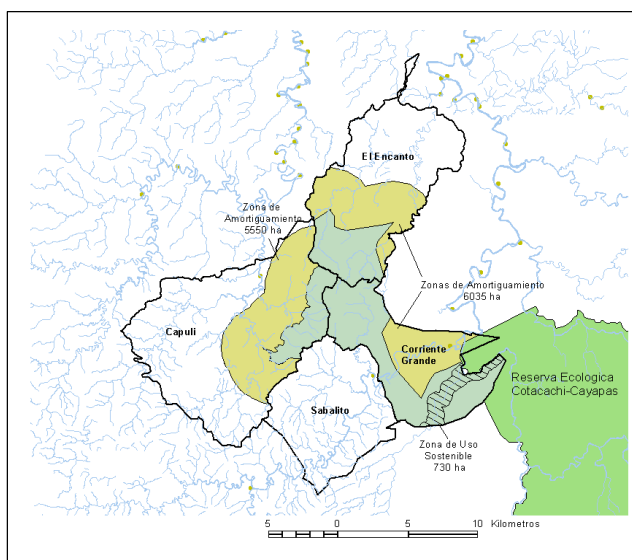 El Encanto
Zona de
Amortiguamiento
5550 ha
Zonas de Amortiguamiento
6035 ha
Capuli
Corriente
Grande
Reserva Ecologica
Cotacachi-Cayapas
Sabalito
Zona de Uso
Sostenible
730 ha
5 0 5 10 Kilometros